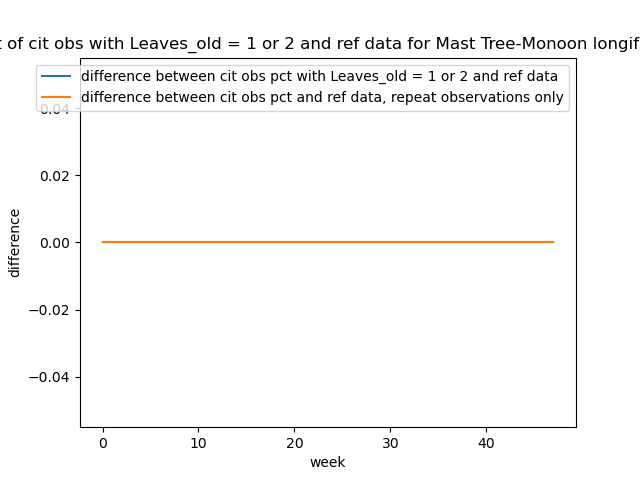 of cit obs with Leaves_old = 1 or 2 and ref data for Mast Tree-Monoon
difference between cit obs pct with Leaves_old = 1 or 2 and ref data
difference between cit obs pct and ref data, repeat observations only
0.04
0.02
0.00
−0.02
−0.04
difference
0
10
20
30
40
week